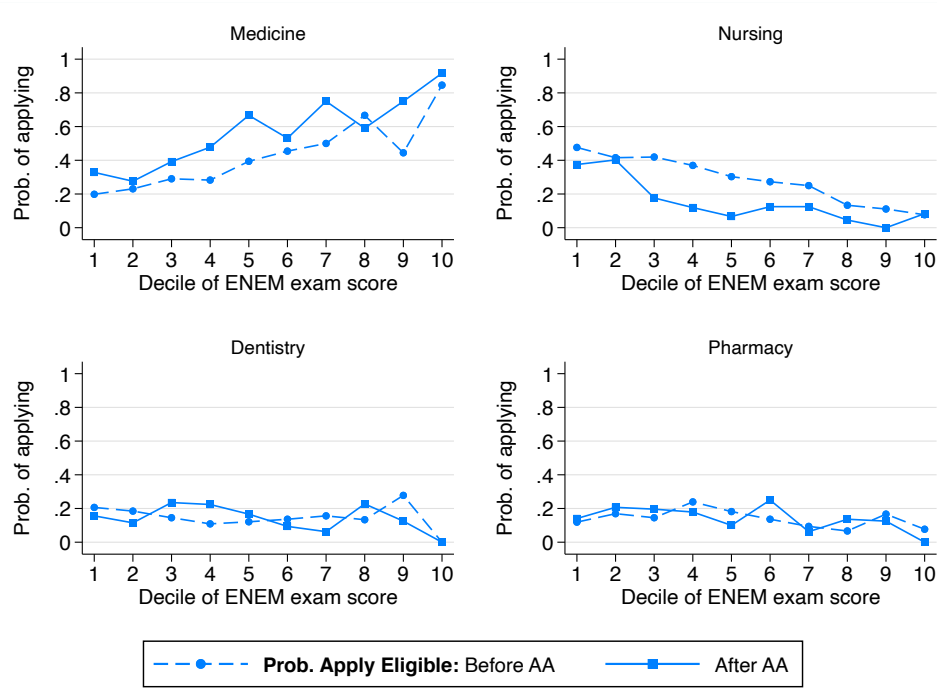 Medicine
Prob. of applying
1
.8
.6
.4
.2
0
1 2 3 4 5 6 7 8 9 10
Decile of ENEM exam score
Nursing
Prob. of applying
1
.8
.6
.4
.2
0
1 2 3 4 5 6 7 8 9 10
Decile of ENEM exam score
Dentistry
Prob. of applying
1
.8
.6
.4
.2
0
1 2 3 4 5 6 7 8 9 10
Decile of ENEM exam score
Pharmacy
Prob. of applying
1
.8
.6
.4
.2
0
1 2 3 4 5 6 7 8 9 10
Decile of ENEM exam score
Prob. Apply Eligible: Before AA After AA